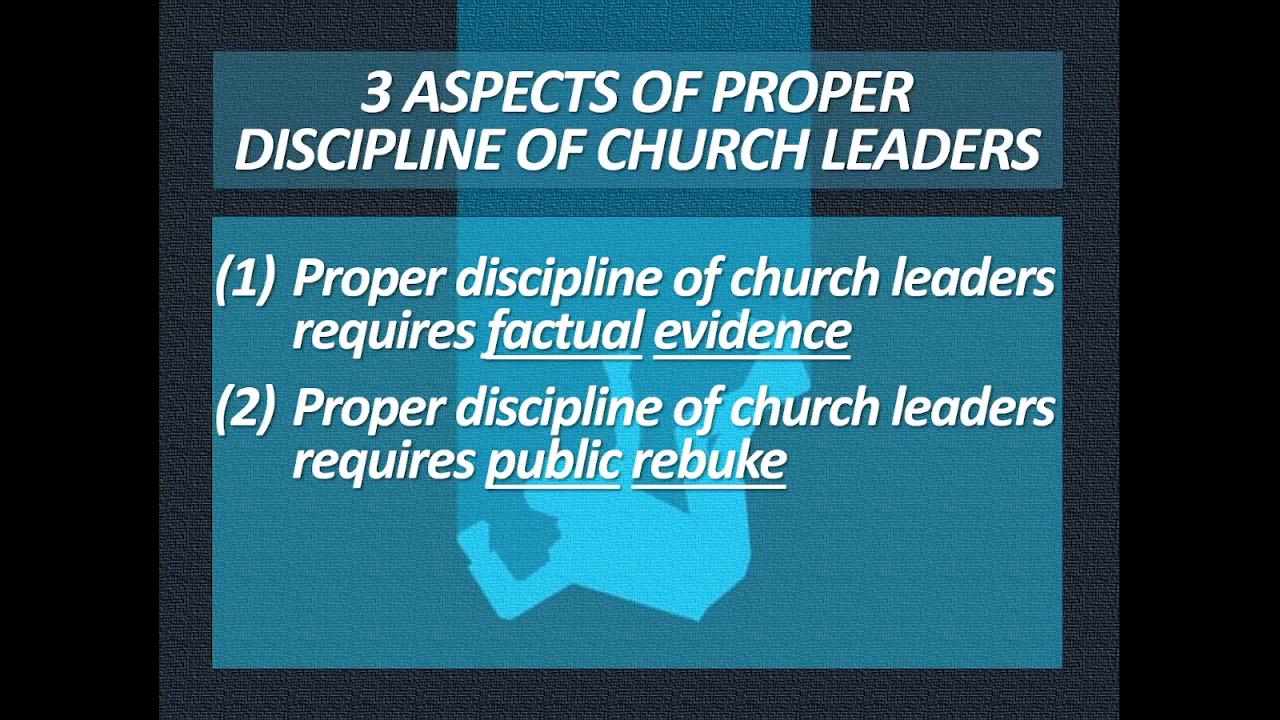 3 ASPECTS OF PROPER
DISCIPLINE OF CHURCH LEADERS
(1) Proper discipline of church leaders
requires factual evidence
(2) Proper discipline of church leaders
requires public rebuke